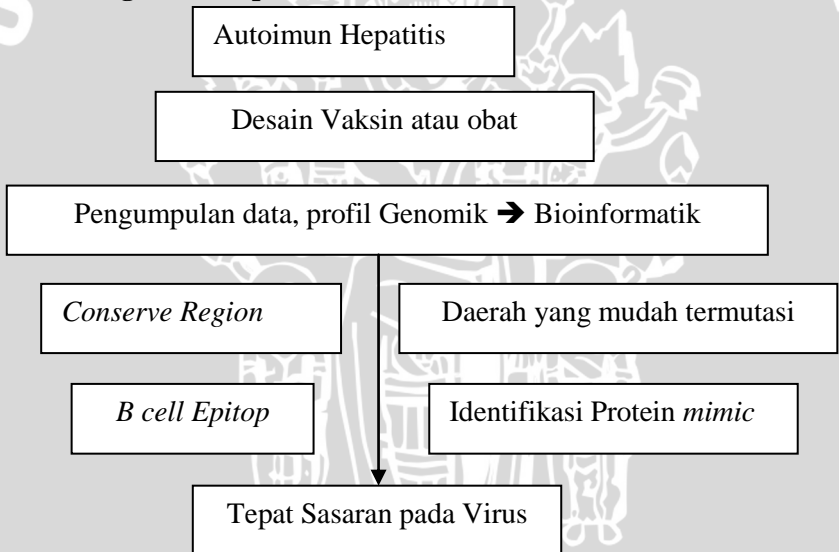 Autoimun Hepatitis
Desain Vaksin atau obat
Pengumpulan data, profil Genomik ➔ Bioinformatik
Conserve Region
Daerah yang mudah termutasi
B cell Epitop
Identifikasi Protein mimic
Tepat Sasaran pada Virus